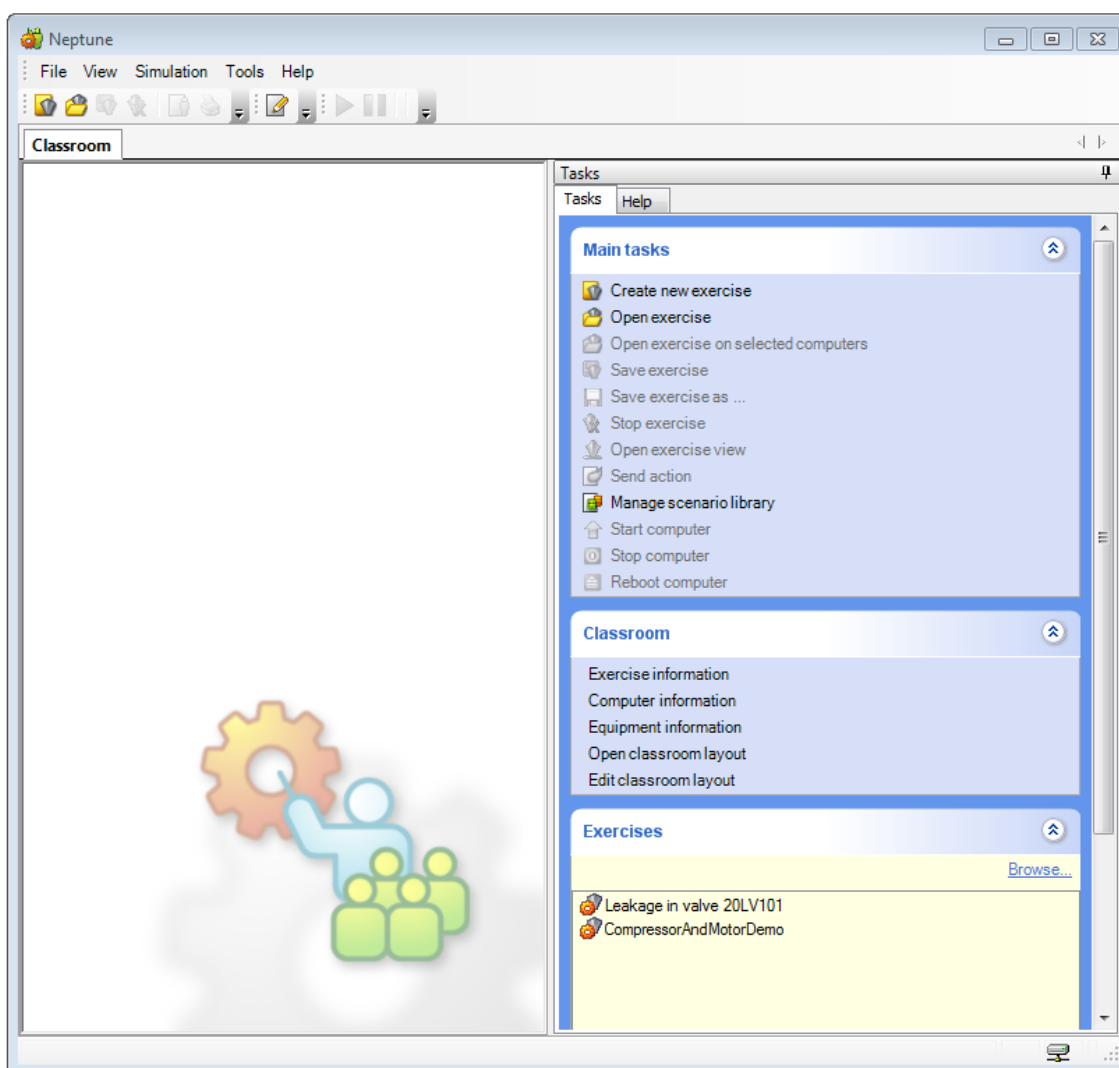 Neptune
File View Simulation Tools Help
Classroom
Tasks
Tasks Help
Main tasks
Create new exercise
Open exercise
Open exercise on selected computers
Save exercise
Save exercise as ...
Stop exercise
Open exercise view
Send action
Manage scenario library
Start computer
Stop computer
Reboot computer
Classroom
Exercise information
Computer information
Equipment information
Open classroom layout
Edit classroom layout
Exercises
Browse...
Leakage in valve 20LV101
CompressorAndMotorDemo